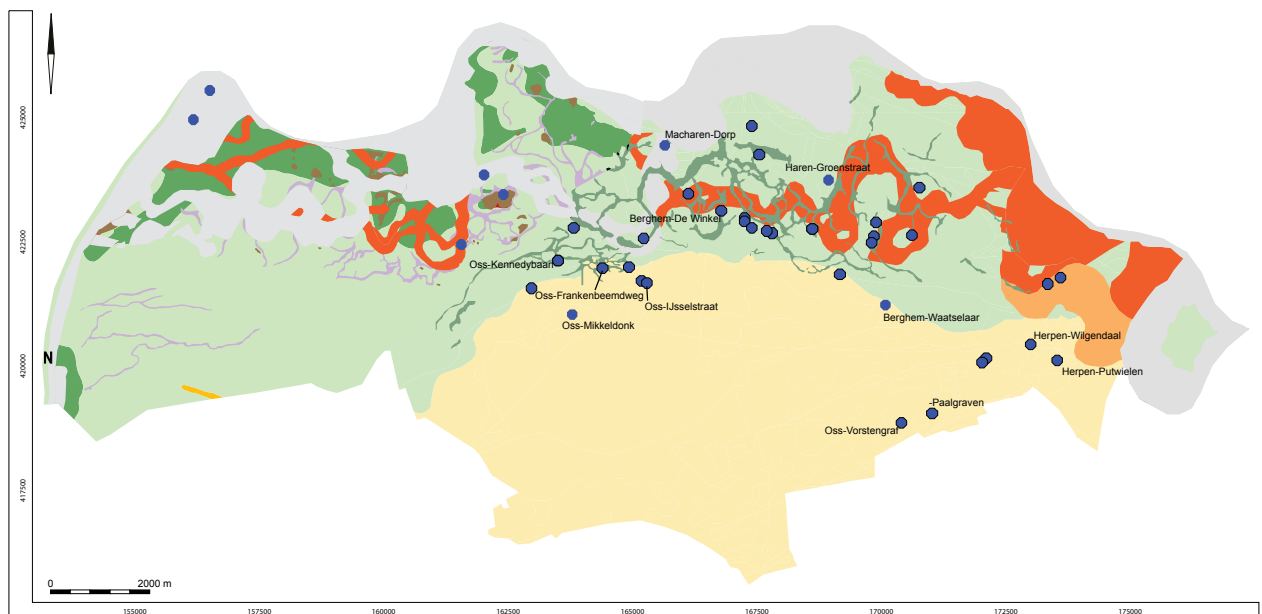 Macharen-Dorp
Haren-Groenstraat
Berghem-De Winkel
Oss-Kennedybaan
Oss-Frankenbeemdweg
Oss-IJsselstraat
Oss-Mikkeldonk
Berghem-Waatselaar
Herpen-Wilgendaal
Herpen-Putwielen
-Paalgraven
Oss-Vorstengraf
N
425000
422500
420000
417500
0 2000 m
155000 157500 160000 162500 165000 167500 170000 172500 175000